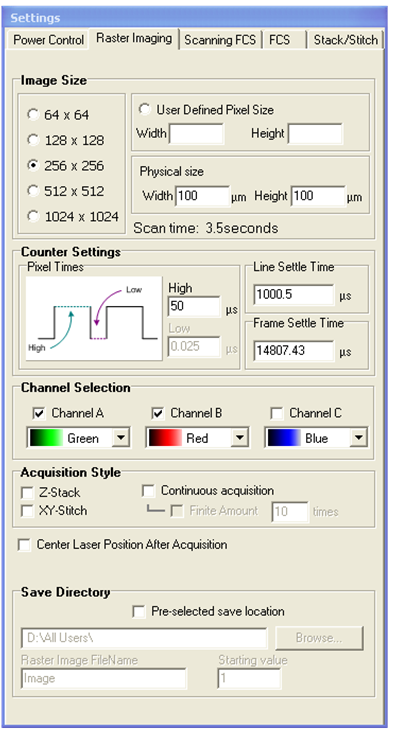 Settings
Power Control Raster Imaging Scanning FCS FCS Stack/Stitch
Image Size
64 x 64
128 x 128
256 x 256
512 x 512
1024 x 1024
User Defined Pixel Size
Width Height
Physical size
Width 100 µm Height 100 µm
Scan time: 3.5seconds
Counter Settings
Pixel Times
Low
High
High
50 µs
Low
0.025 µs
Line Settle Time
1000.5 µs
Frame Settle Time
14807.43 µs
Channel Selection
Channel A Channel B Channel C
Green Red Blue
Acquisition Style
Z-Stack Continuous acquisition
XY-Stitch Finite Amount 10 times
Center Laser Position After Acquisition
Save Directory
Pre-selected save location
D:\All Users\ Browse...
Raster Image FileName Starting value
Image 1